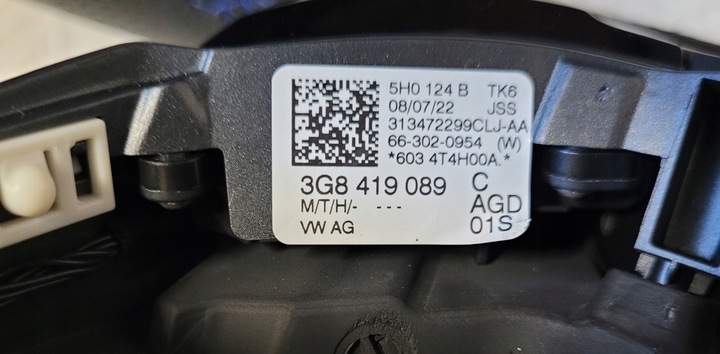 5H0 124 B TK6
08/07/22 JSS
313472299CLJ-AA
66-302-0954 (W)
*603 4T4H00A.*
3G8 419 089 C
M/T/H/- --- AGD
VW AG 01S